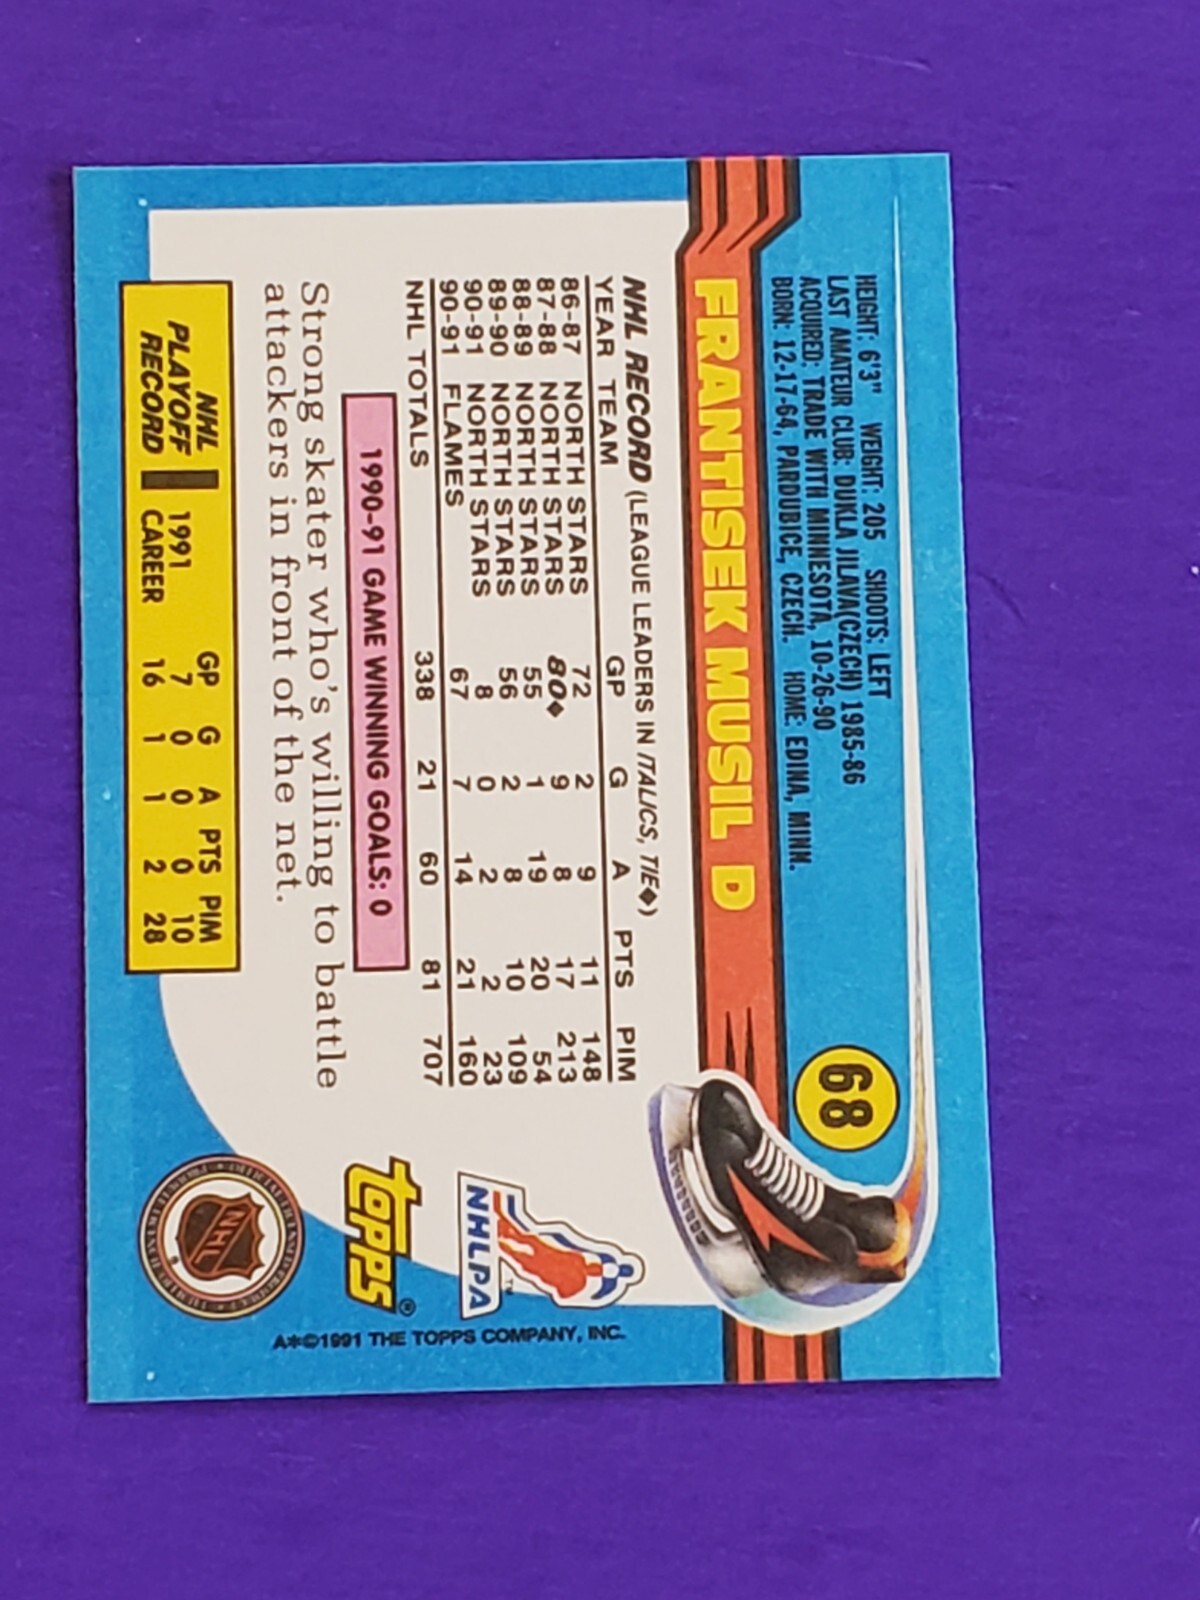 HEIGHT: 6'3" WEIGHT: 205 SHOOTS: LEFT
LAST AMATEUR CLUB: DUKLA JILAVA(CZECH) 1985-86
ACQUIRED: TRADE WITH MINNESOTA, 10-26-90
BORN: 12-17-64, PARDUBICE, CZECH. HOME: EDINA, MINN.
68
FRANTISEK MUSIL D
NHL RECORD (LEAGUE LEADERS IN ITALICS, TIE◆)
YEAR TEAM GP G A PTS PIM
86-87 NORTH STARS 72 2 9 11 148
87-88 NORTH STARS 80◆ 9 8 17 213
88-89 NORTH STARS 55 1 19 20 54
89-90 NORTH STARS 56 2 8 10 109
90-91 NORTH STARS 8 0 2 2 23
90-91 FLAMES 67 7 14 21 160
NHL TOTALS 338 21 60 81 707
1990-91 GAME WINNING GOALS: 0
Strong skater who's willing to battle
attackers in front of the net.
NHL PLAYOFF RECORD
GP G A PTS PIM
1991 7 0 0 0 10
CAREER 16 1 1 2 28
NHLPA™
Topps®
NHL
A*©1991 THE TOPPS COMPANY, INC.